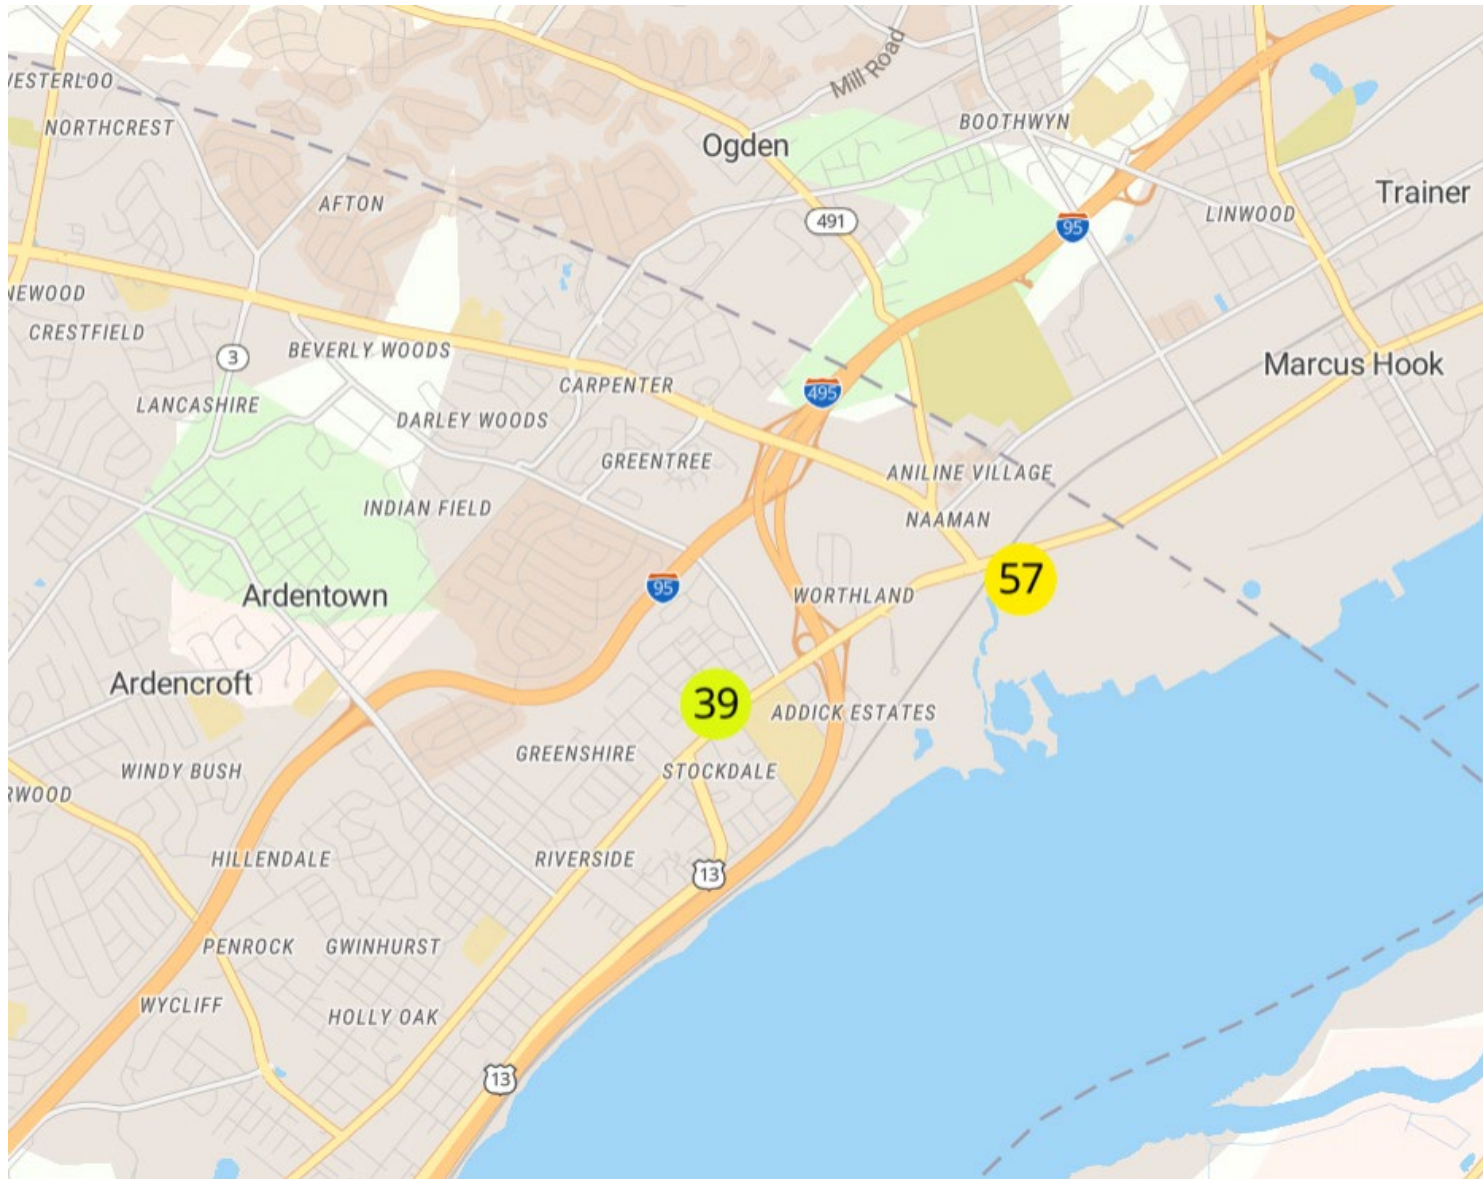 Mill Road
VESTERLOO
NORTHCREST
BOOTHWYN
Ogden
Trainer
AFTON
LINWOOD
491
95
NEWOOD
CRESTFIELD
3
BEVERLY WOODS
Marcus Hook
CARPENTER
495
LANCASHIRE
DARLEY WOODS
GREENTREE
ANILINE VILLAGE
INDIAN FIELD
NAAMAN
57
95
Ardentown
WORTHLAND
Ardencroft
39
ADDICK ESTATES
GREENSHIRE
STOCKDALE
WINDY BUSH
RWOOD
HILLENDALE
RIVERSIDE
13
PENROCK
GWINHURST
WYCLIFF
HOLLY OAK
13